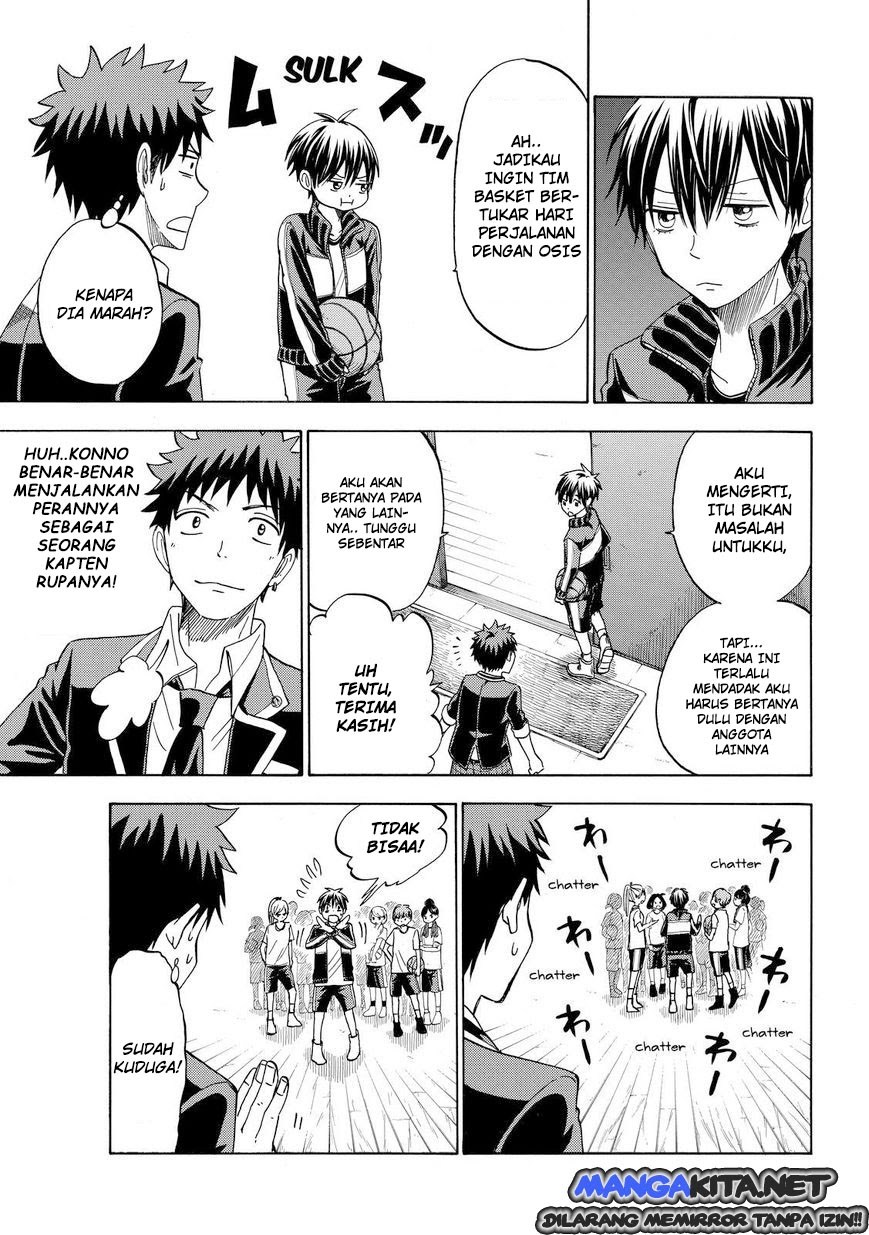 AH..
JADIKAU
INGIN TIM
BASKET BER-
TUKAR HARI
PERJALANAN
DENGAN OSIS
ムスッ
SULK
KENAPA
DIA MARAH?
AKU
MENGERTI,
ITU BUKAN
MASALAH
UNTUKKU,
TAPI...
KARENA INI
TERLALU
MENDADAK AKU
HARUS BERTANYA
DULU DENGAN
ANGGOTA
LAINNYA
AKU AKAN
BERTANYA PADA
YANG LAIN-
NYA.. TUNGGU
SEBENTAR
UH
TENTU,
TERIMA
KASIH!
HUH..KONNO
BENAR-BENAR
MENJALANKAN
PERANNYA
SEBAGAI
SEORANG
KAPTEN
RUPANYA!
わー
chatter
わー
chatter
わー
chatter
わー
chatter
わー
chatter
わー
TIDAK
BISAA!
SUDAH
KUDUGA!
MANGAKITA.NET
DILARANG MEMIRROR TANPA IZIN!!